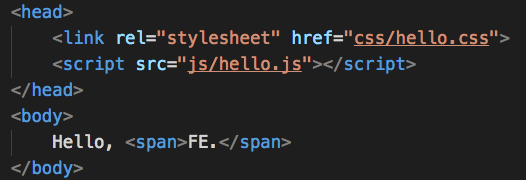 <head>
    <link rel="stylesheet" href="css/hello.css">
    <script src="js/hello.js"></script>
</head>
<body>
    Hello, <span>FE.</span>
</body>